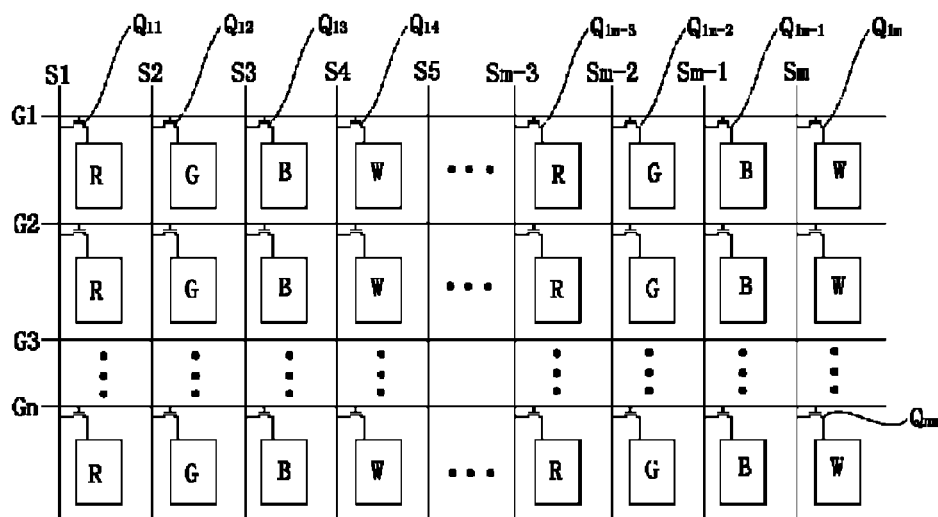 Q11 Q12 Q13 Q14 Q1m-3 Q1m-2 Q1m-1 Q1m
S1 S2 S3 S4 S5 Sm-3 Sm-2 Sm-1 Sm
G1
R G B W ... R G B W
G2
R G B W ... R G B W
G3
Gn
Qnm
R G B W ... R G B W